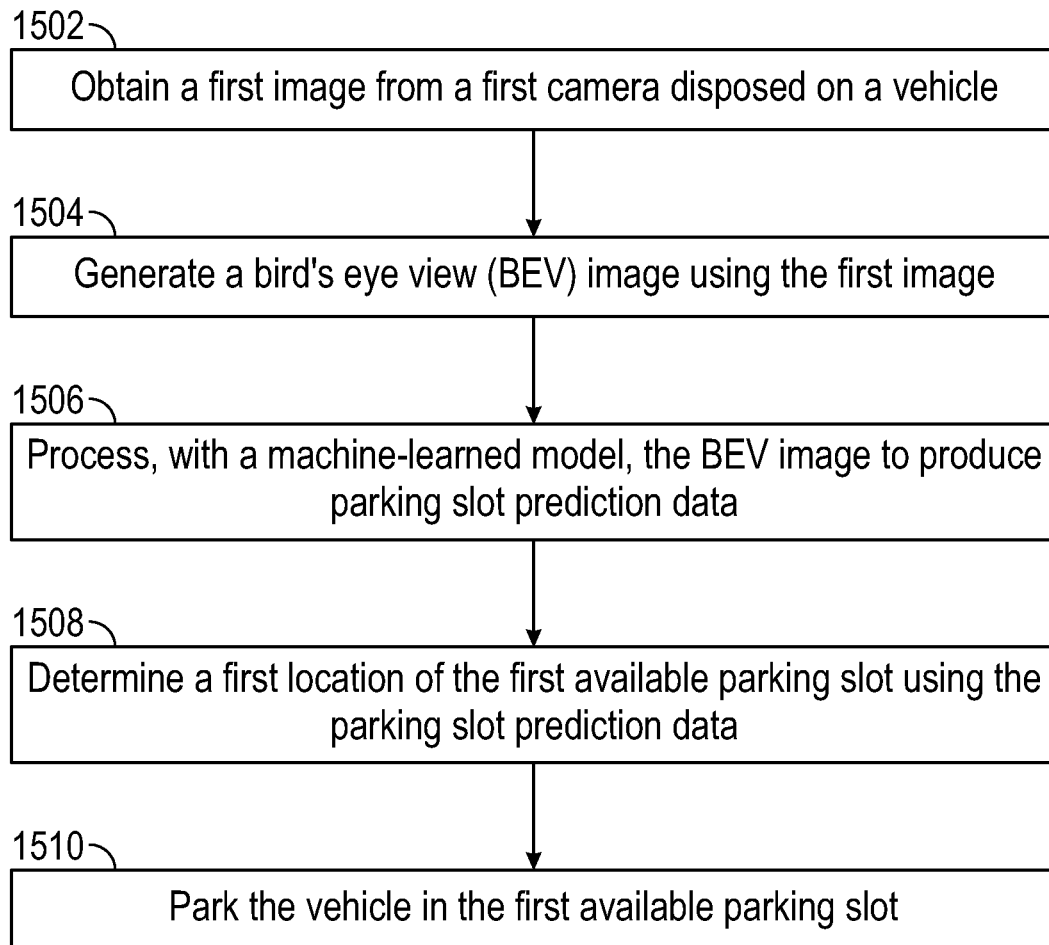 1502
Obtain a first image from a first camera disposed on a vehicle
1504
Generate a bird's eye view (BEV) image using the first image
1506
Process, with a machine-learned model, the BEV image to produce
parking slot prediction data
1508
Determine a first location of the first available parking slot using the
parking slot prediction data
1510
Park the vehicle in the first available parking slot